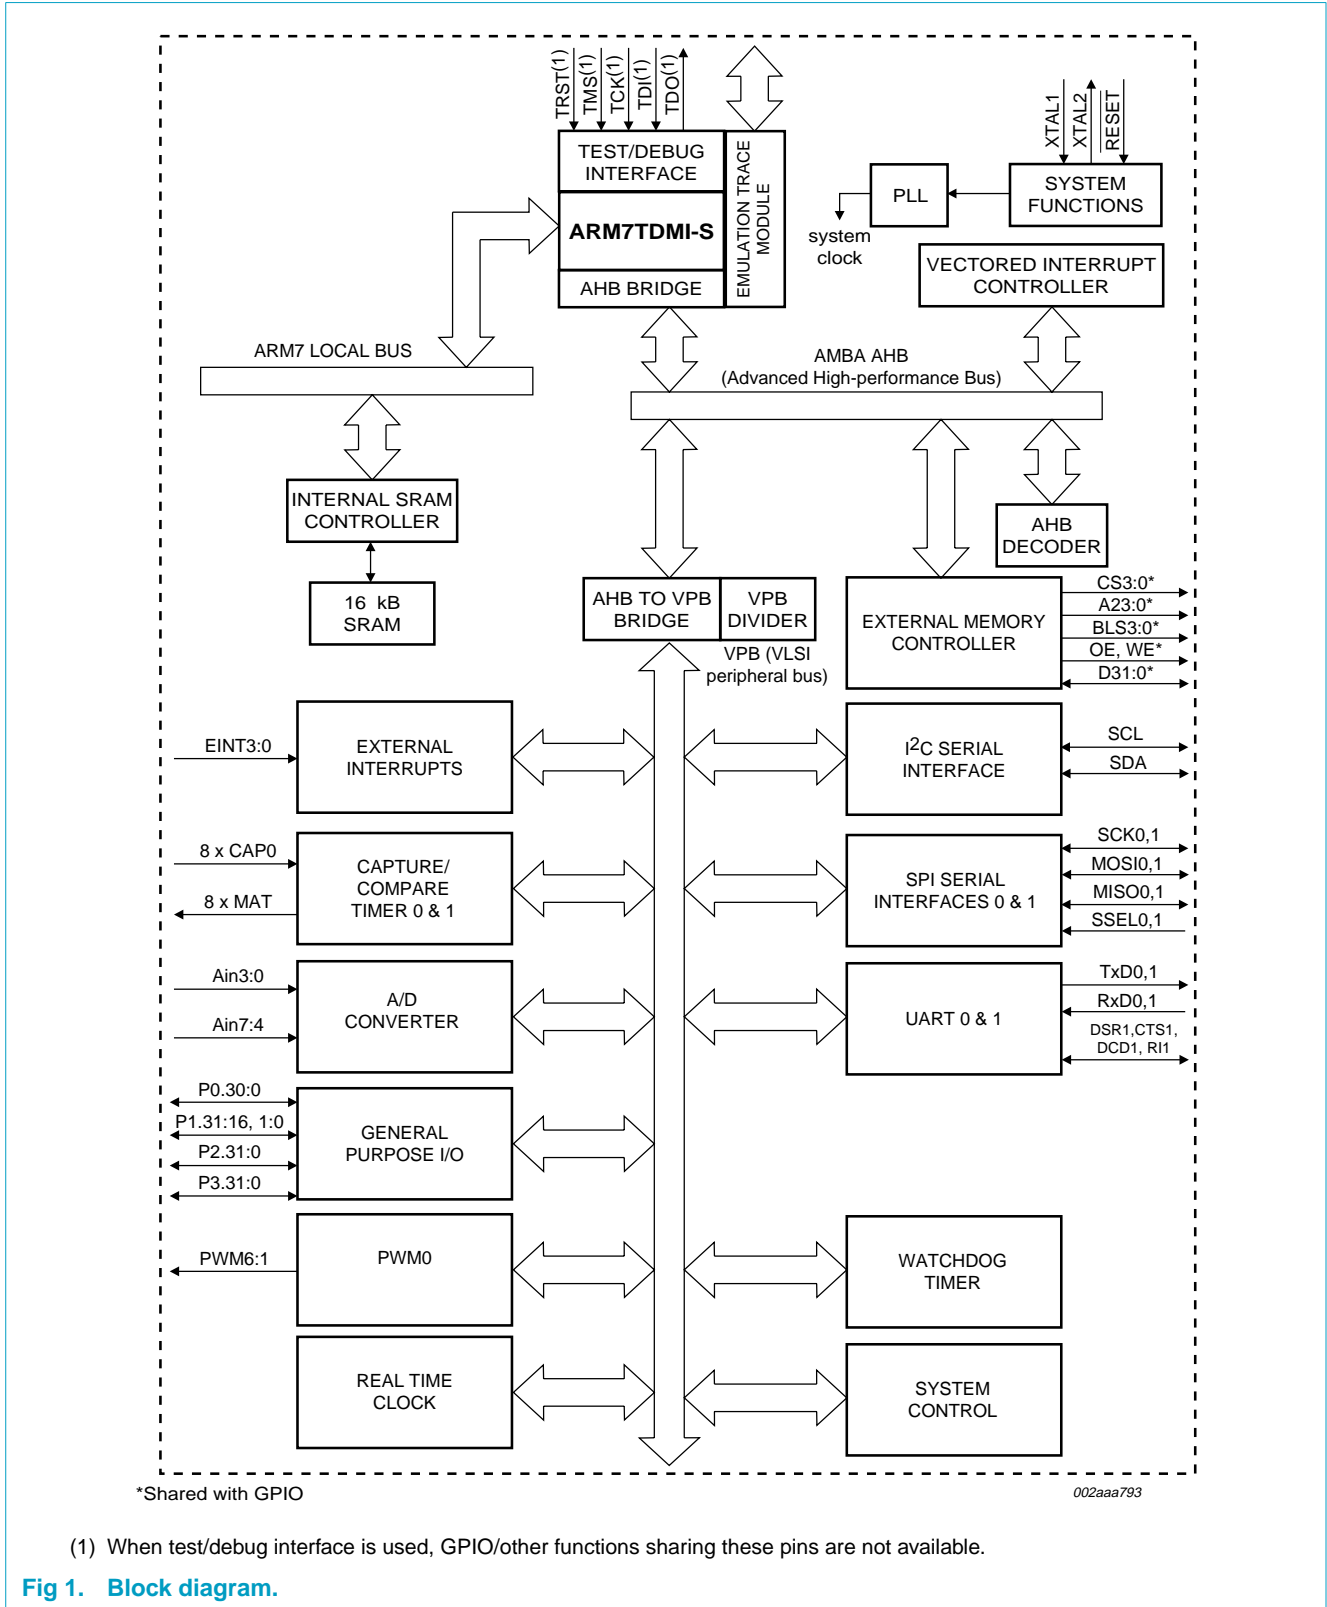 TRST(1)
TMS(1)
TCK(1)
TDI(1)
TDO(1)
TEST/DEBUG
INTERFACE
ARM7TDMI-S
AHB BRIDGE
EMULATION TRACE
MODULE
XTAL1
XTAL2
RESET
PLL
SYSTEM
FUNCTIONS
system
clock
VECTORED INTERRUPT
CONTROLLER
ARM7 LOCAL BUS
AMBA AHB
(Advanced High-performance Bus)
INTERNAL SRAM
CONTROLLER
16 kB
SRAM
AHB
DECODER
AHB TO VPB
BRIDGE
VPB
DIVIDER
VPB (VLSI
peripheral bus)
EXTERNAL MEMORY
CONTROLLER
CS3:0*
A23:0*
BLS3:0*
OE, WE*
D31:0*
EINT3:0
EXTERNAL
INTERRUPTS
I2C SERIAL
INTERFACE
SCL
SDA
8 x CAP0
8 x MAT
CAPTURE/
COMPARE
TIMER 0 & 1
SPI SERIAL
INTERFACES 0 & 1
SCK0,1
MOSI0,1
MISO0,1
SSEL0,1
Ain3:0
Ain7:4
A/D
CONVERTER
UART 0 & 1
TxD0,1
RxD0,1
DSR1,CTS1,
DCD1, RI1
P0.30:0
P1.31:16, 1:0
P2.31:0
P3.31:0
GENERAL
PURPOSE I/O
PWM6:1
PWM0
WATCHDOG
TIMER
REAL TIME
CLOCK
SYSTEM
CONTROL
*Shared with GPIO
002aaa793
(1) When test/debug interface is used, GPIO/other functions sharing these pins are not available.
Fig 1. Block diagram.